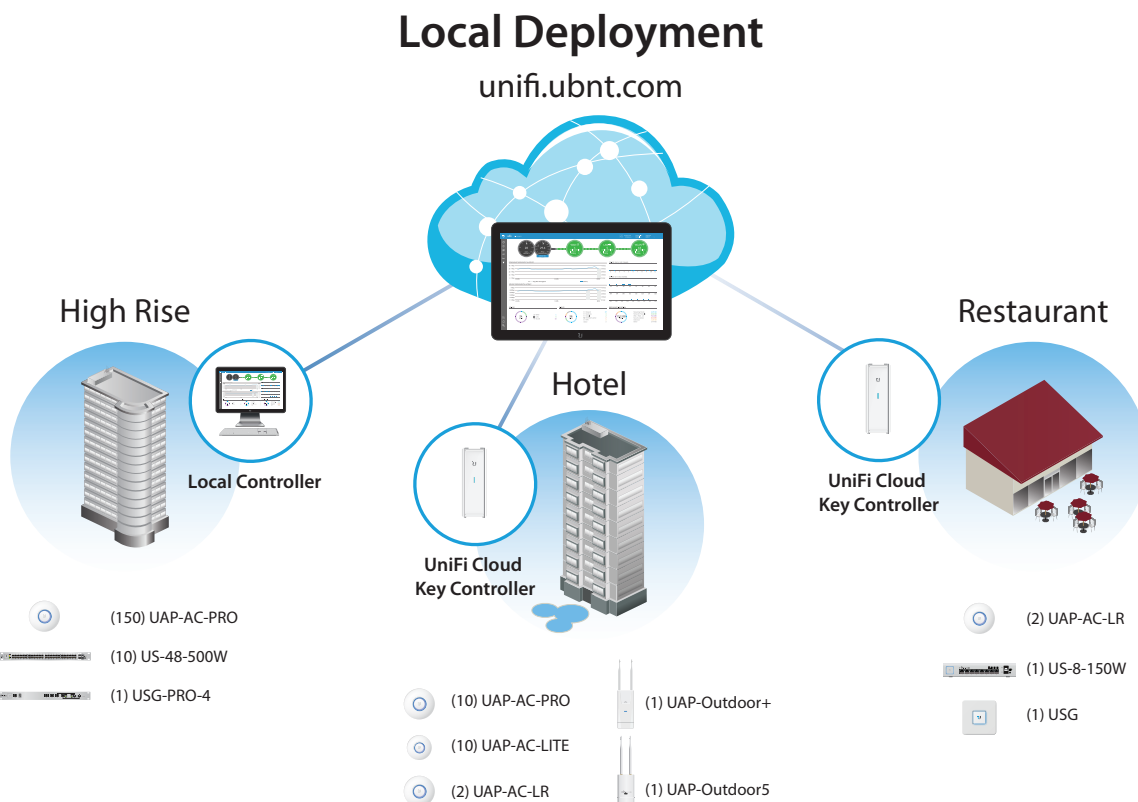 Local Deployment
unifi.ubnt.com
High Rise
Local Controller
(150) UAP-AC-PRO
(10) US-48-500W
(1) USG-PRO-4
Hotel
UniFi Cloud
Key Controller
(10) UAP-AC-PRO
(10) UAP-AC-LITE
(2) UAP-AC-LR
(1) UAP-Outdoor+
(1) UAP-Outdoor5
Restaurant
UniFi Cloud
Key Controller
(2) UAP-AC-LR
(1) US-8-150W
(1) USG